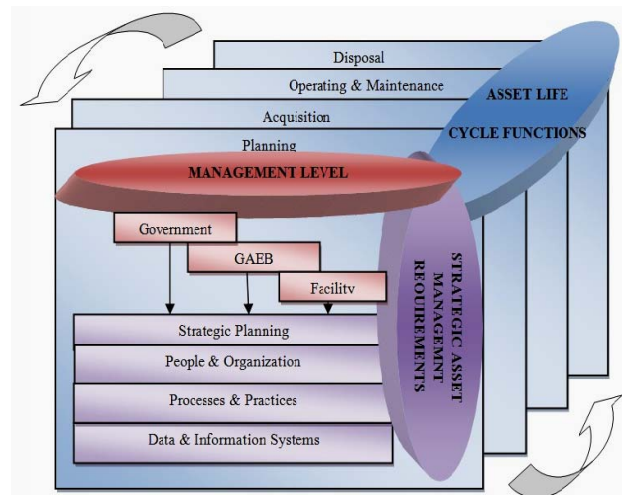 Disposal
Operating & Maintenance
ASSET LIFE
CYCLE FUNCTIONS
Acquisition
Planning
MANAGEMENT LEVEL
Government
GAEB
Facility
STRATEGIC ASSET
MANAGEMNT
REQUIREMENTS
Strategic Planning
People & Organization
Processes & Practices
Data & Information Systems